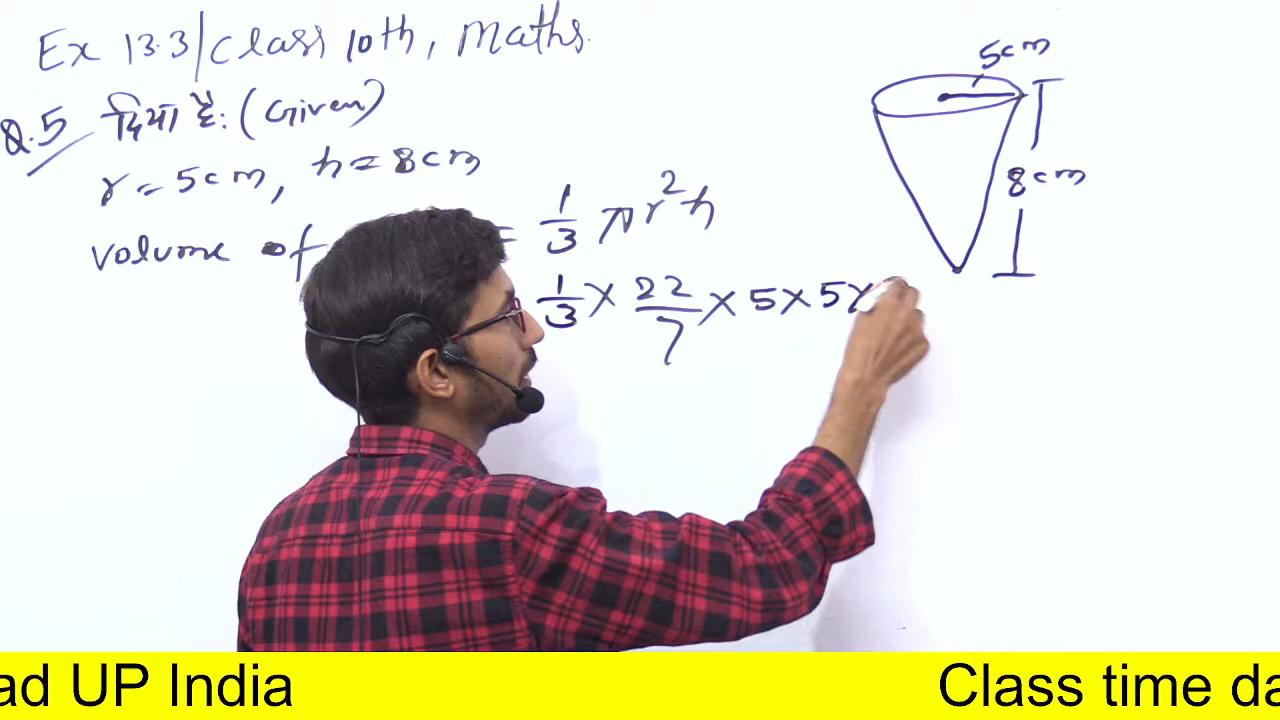 Ex 13.3/Class 10th, Maths.
Q.5 दिया है: (Given)
r = 5cm, h = 8cm
volume of = 1/3 πr²h
1/3 × 22/7 × 5 × 5 ×
5cm
8cm
ad UP India
Class time da